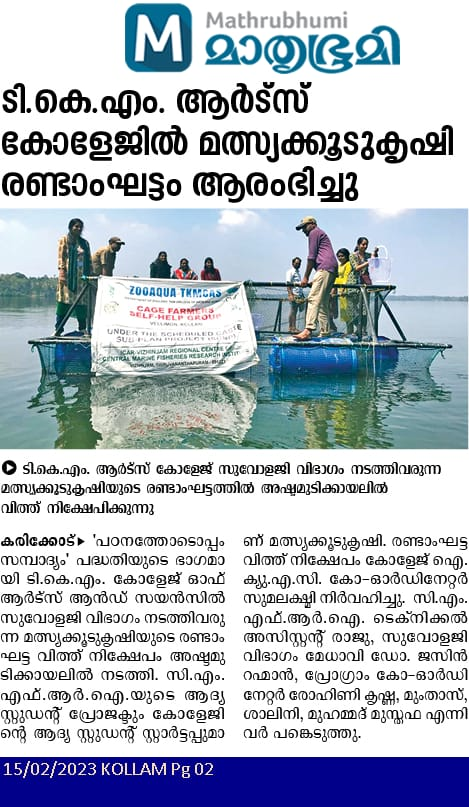 Mathrubhumi
മാതൃഭൂമി
ടി.കെ.എം. ആർട്സ്
കോളേജിൽ മത്സ്യക്കൂടുകൃഷി
രണ്ടാംഘട്ടം ആരംഭിച്ചു
ZOOAQUA TKMCAS
CAGE FARMERS
SELF-HELP GROUP
VELLIMON, KOLLAM
UNDER THE SCHEDULED CASTE
SUB PLAN PROJECT
ICAR-VIZHINJAM REGIONAL CENTRE OF
CENTRAL MARINE FISHERIES RESEARCH INSTITUTE
VIZHINJAM, THIRUVANANTHAPURAM
ടി.കെ.എം. ആർട്സ് കോളേജ് സുവോളജി വിഭാഗം നടത്തിവരുന്ന
മത്സ്യക്കൂടുകൃഷിയുടെ രണ്ടാംഘട്ടത്തിൽ അഷ്ടമുടിക്കായലിൽ
വിത്ത് നിക്ഷേപിക്കുന്നു
കരിക്കോട് ▸ 'പഠനത്തോടൊപ്പം
സമ്പാദ്യം' പദ്ധതിയുടെ ഭാഗമാ
യി ടി.കെ.എം. കോളേജ് ഓഫ്
ആർട്സ് ആൻഡ് സയൻസിൽ
സുവോളജി വിഭാഗം നടത്തിവരു
ന്ന മത്സ്യക്കൂടുകൃഷിയുടെ രണ്ടാം
ഘട്ട വിത്ത് നിക്ഷേപം അഷ്ടമു
ടിക്കായലിൽ നടത്തി. സി.എം.
എഫ്.ആർ.ഐ.യുടെ ആദ്യ
സ്റ്റുഡന്റ് പ്രോജക്ടും കോളേജി
ന്റെ ആദ്യ സ്റ്റുഡന്റ് സ്റ്റാർട്ടപ്പുമാ
ണ് മത്സ്യക്കൂടുകൃഷി. രണ്ടാംഘട്ട
വിത്ത് നിക്ഷേപം കോളേജ് ഐ.
ക്യു.എ.സി. കോ-ഓർഡിനേറ്റർ
സുമലക്ഷ്മി നിർവഹിച്ചു. സി.എം.
എഫ്.ആർ.ഐ. ടെക്നിക്കൽ
അസിസ്റ്റന്റ് രാജു, സുവോളജി
വിഭാഗം മേധാവി ഡോ. ജസിൻ
റഹ്മാൻ, പ്രോഗ്രാം കോ-ഓർഡി
നേറ്റർ രോഹിണി കൃഷ്ണ, മുംതാസ്,
ശാലിനി, മുഹമ്മദ് മുസ്തഫ എന്നി
വർ പങ്കെടുത്തു.
15/02/2023 KOLLAM Pg 02